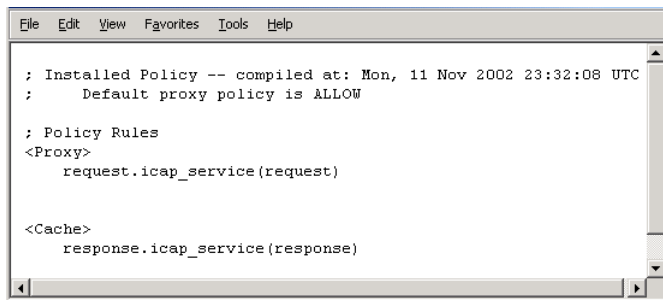 File Edit View Favorites Tools Help
; Installed Policy -- compiled at: Mon, 11 Nov 2002 23:32:08 UTC
; Default proxy policy is ALLOW
; Policy Rules
<Proxy>
request.icap_service(request)
<Cache>
response.icap_service(response)